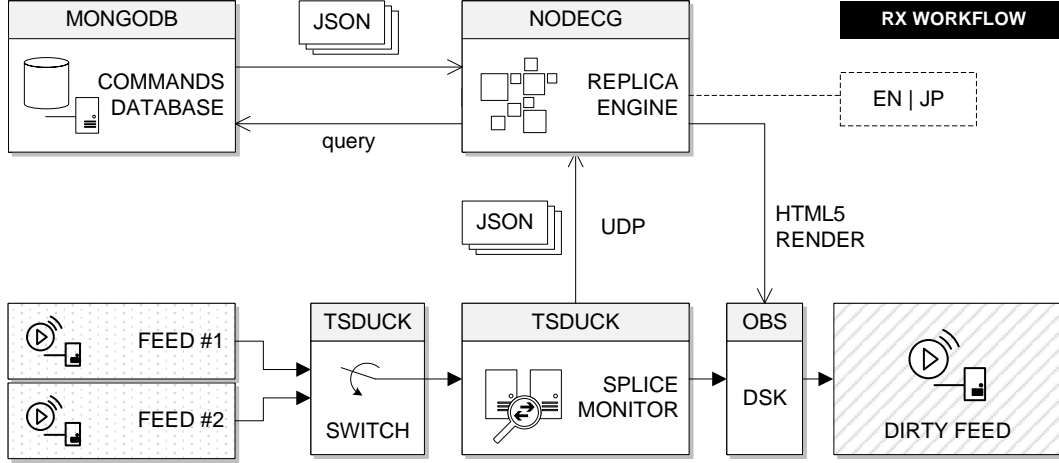 MONGODB
JSON
NODECG
RX WORKFLOW
COMMANDS
DATABASE
REPLICA
ENGINE
EN | JP
query
JSON
UDP
HTML5
RENDER
FEED #1
FEED #2
TSDUCK
SWITCH
TSDUCK
SPLICE
MONITOR
OBS
DSK
DIRTY FEED